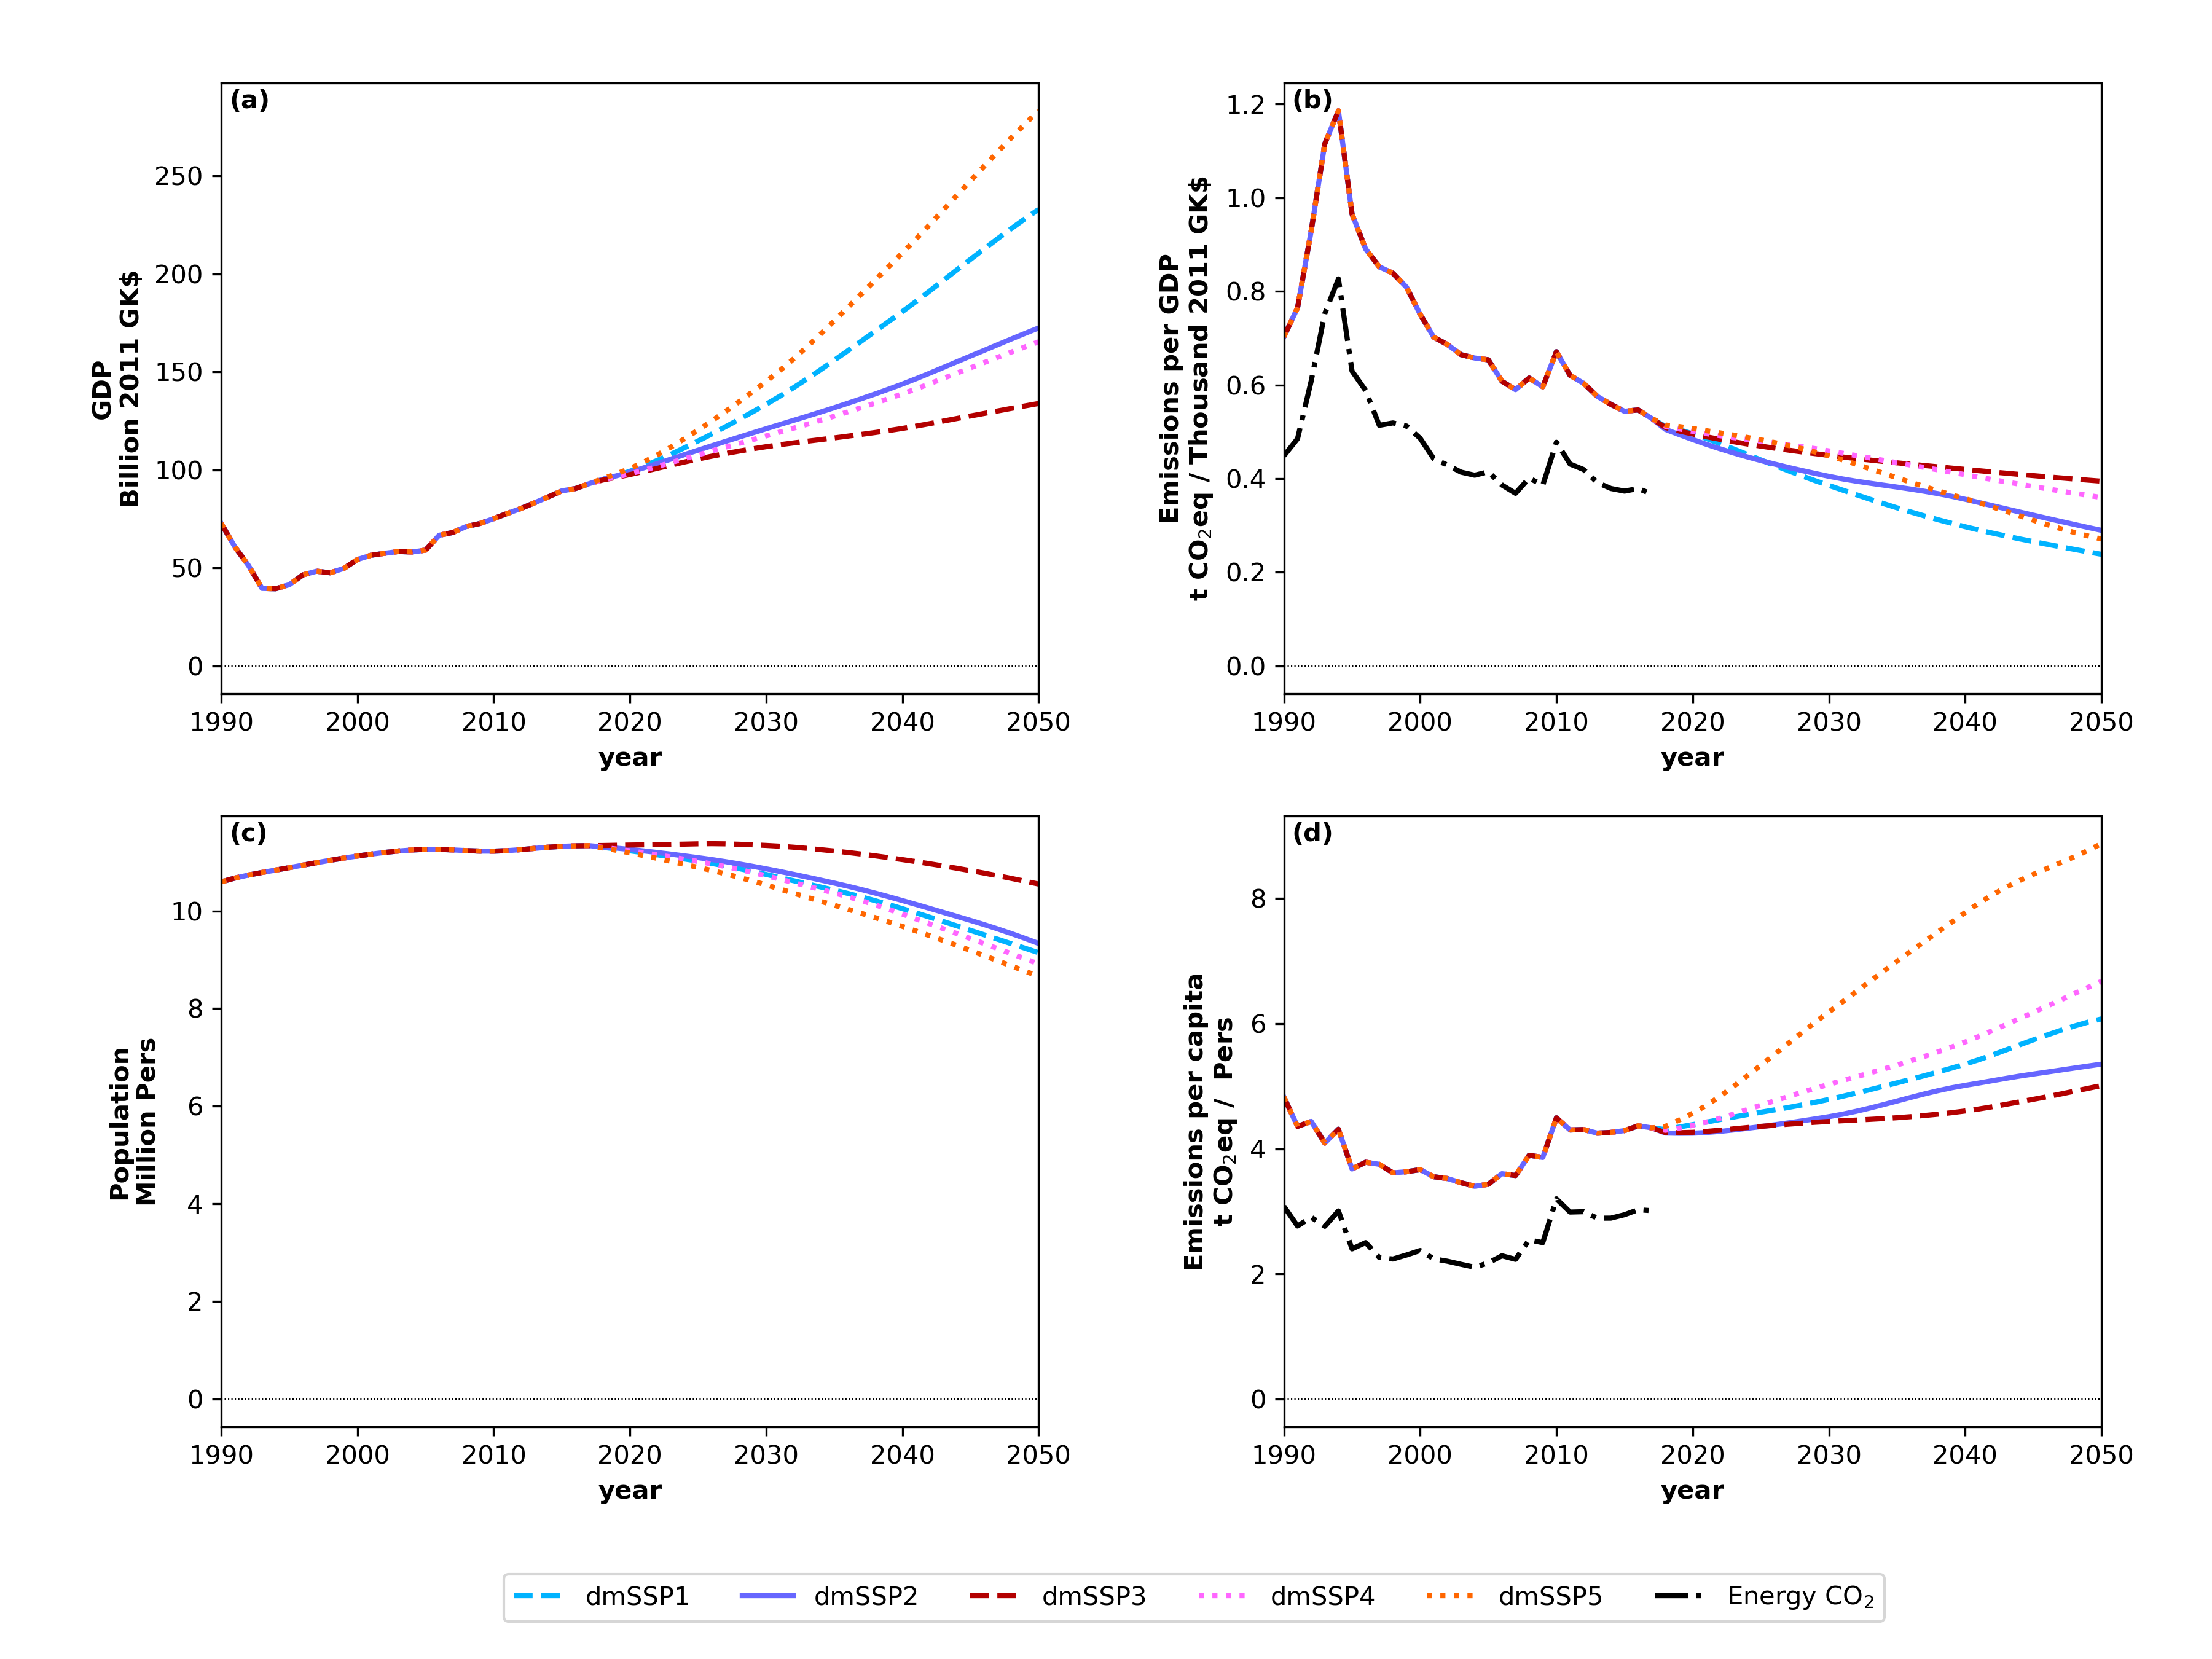 (a)
GDP
Billion 2011 GK$
250
200
150
100
50
0
1990 2000 2010 2020 2030 2040 2050
year
(b)
Emissions per GDP
t CO₂eq / Thousand 2011 GK$
1.2
1.0
0.8
0.6
0.4
0.2
0.0
1990 2000 2010 2020 2030 2040 2050
year
(c)
Population
Million Pers
10
8
6
4
2
0
1990 2000 2010 2020 2030 2040 2050
year
(d)
Emissions per capita
t CO₂eq / Pers
8
6
4
2
0
1990 2000 2010 2020 2030 2040 2050
year
dmSSP1 dmSSP2 dmSSP3 dmSSP4 dmSSP5 Energy CO₂